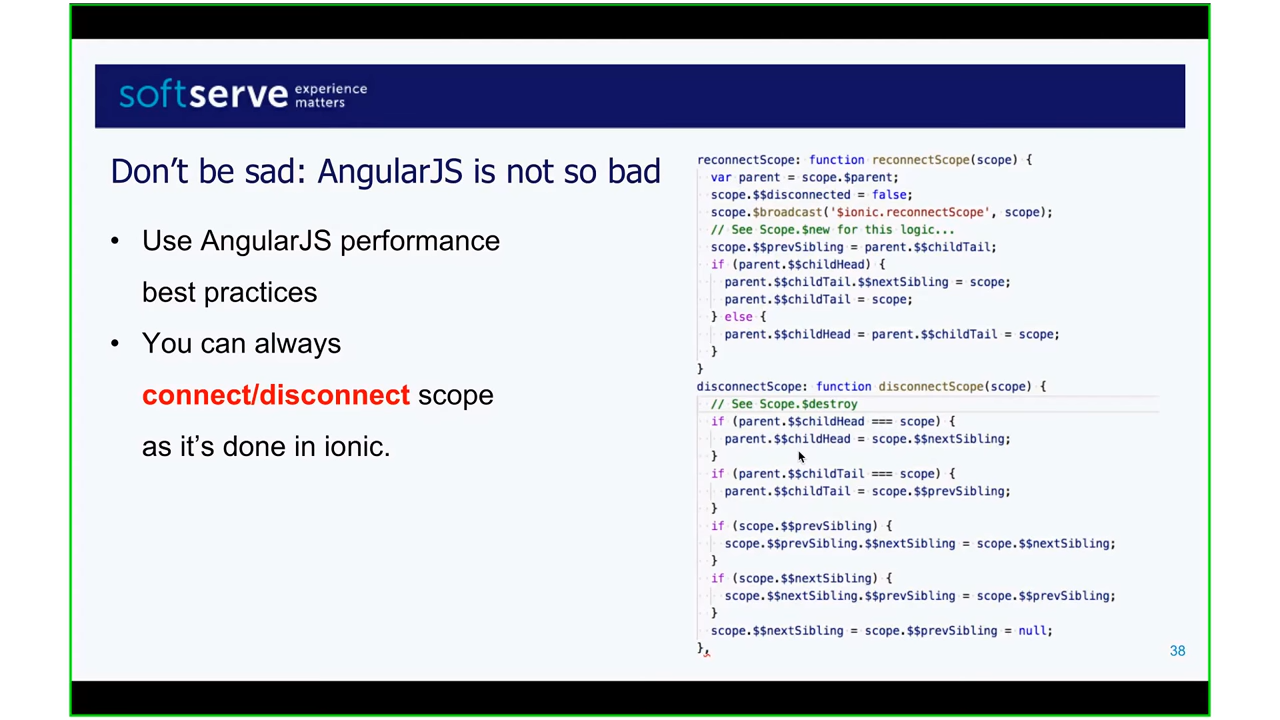 softserve experience matters
Don't be sad: AngularJS is not so bad
• Use AngularJS performance
best practices
• You can always
connect/disconnect scope
as it's done in ionic.
reconnectScope: function reconnectScope(scope) {
var parent = scope.$parent;
scope.$$disconnected = false;
scope.$broadcast('$ionic.reconnectScope', scope);
// See Scope.$new for this logic...
scope.$$prevSibling = parent.$$childTail;
if (parent.$$childHead) {
parent.$$childTail.$$nextSibling = scope;
parent.$$childTail = scope;
} else {
parent.$$childHead = parent.$$childTail = scope;
}
}
disconnectScope: function disconnectScope(scope) {
// See Scope.$destroy
if (parent.$$childHead === scope) {
parent.$$childHead = scope.$$nextSibling;
}
if (parent.$$childTail === scope) {
parent.$$childTail = scope.$$prevSibling;
}
if (scope.$$prevSibling) {
scope.$$prevSibling.$$nextSibling = scope.$$nextSibling;
}
if (scope.$$nextSibling) {
scope.$$nextSibling.$$prevSibling = scope.$$prevSibling;
}
scope.$$nextSibling = scope.$$prevSibling = null;
},
38